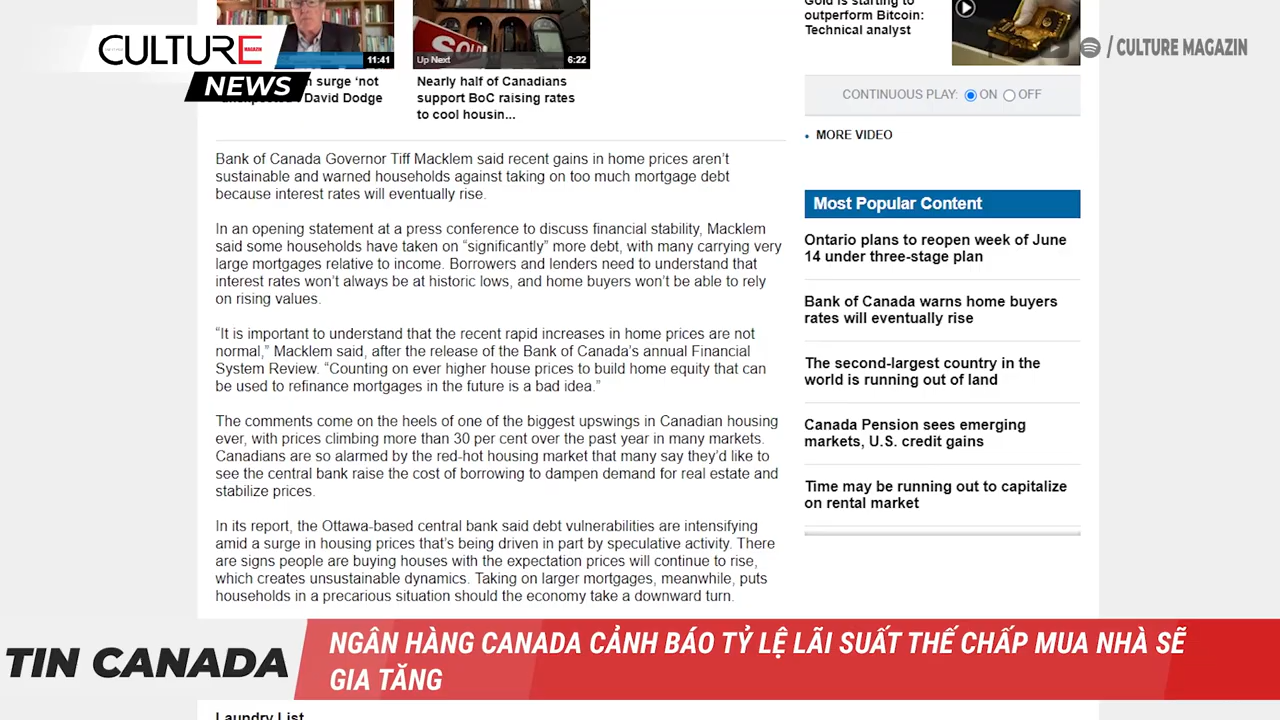 CULTURE
MAGAZIN
NEWS
11:41
surge ‘not
David Dodge
SOLD
Up Next
6:22
Nearly half of Canadians
support BoC raising rates
to cool housin...
Gold is starting to
outperform Bitcoin:
Technical analyst
/ CULTURE MAGAZIN
CONTINUOUS PLAY: ON OFF
• MORE VIDEO
Bank of Canada Governor Tiff Macklem said recent gains in home prices aren’t
sustainable and warned households against taking on too much mortgage debt
because interest rates will eventually rise.
In an opening statement at a press conference to discuss financial stability, Macklem
said some households have taken on “significantly” more debt, with many carrying very
large mortgages relative to income. Borrowers and lenders need to understand that
interest rates won’t always be at historic lows, and home buyers won’t be able to rely
on rising values.
“It is important to understand that the recent rapid increases in home prices are not
normal,” Macklem said, after the release of the Bank of Canada’s annual Financial
System Review. “Counting on ever higher house prices to build home equity that can
be used to refinance mortgages in the future is a bad idea.”
The comments come on the heels of one of the biggest upswings in Canadian housing
ever, with prices climbing more than 30 per cent over the past year in many markets.
Canadians are so alarmed by the red-hot housing market that many say they’d like to
see the central bank raise the cost of borrowing to dampen demand for real estate and
stabilize prices.
In its report, the Ottawa-based central bank said debt vulnerabilities are intensifying
amid a surge in housing prices that’s being driven in part by speculative activity. There
are signs people are buying houses with the expectation prices will continue to rise,
which creates unsustainable dynamics. Taking on larger mortgages, meanwhile, puts
households in a precarious situation should the economy take a downward turn.
Most Popular Content
Ontario plans to reopen week of June
14 under three-stage plan
Bank of Canada warns home buyers
rates will eventually rise
The second-largest country in the
world is running out of land
Canada Pension sees emerging
markets, U.S. credit gains
Time may be running out to capitalize
on rental market
TIN CANADA
NGÂN HÀNG CANADA CẢNH BÁO TỶ LỆ LÃI SUẤT THẾ CHẤP MUA NHÀ SẼ
GIA TĂNG
Laundry List